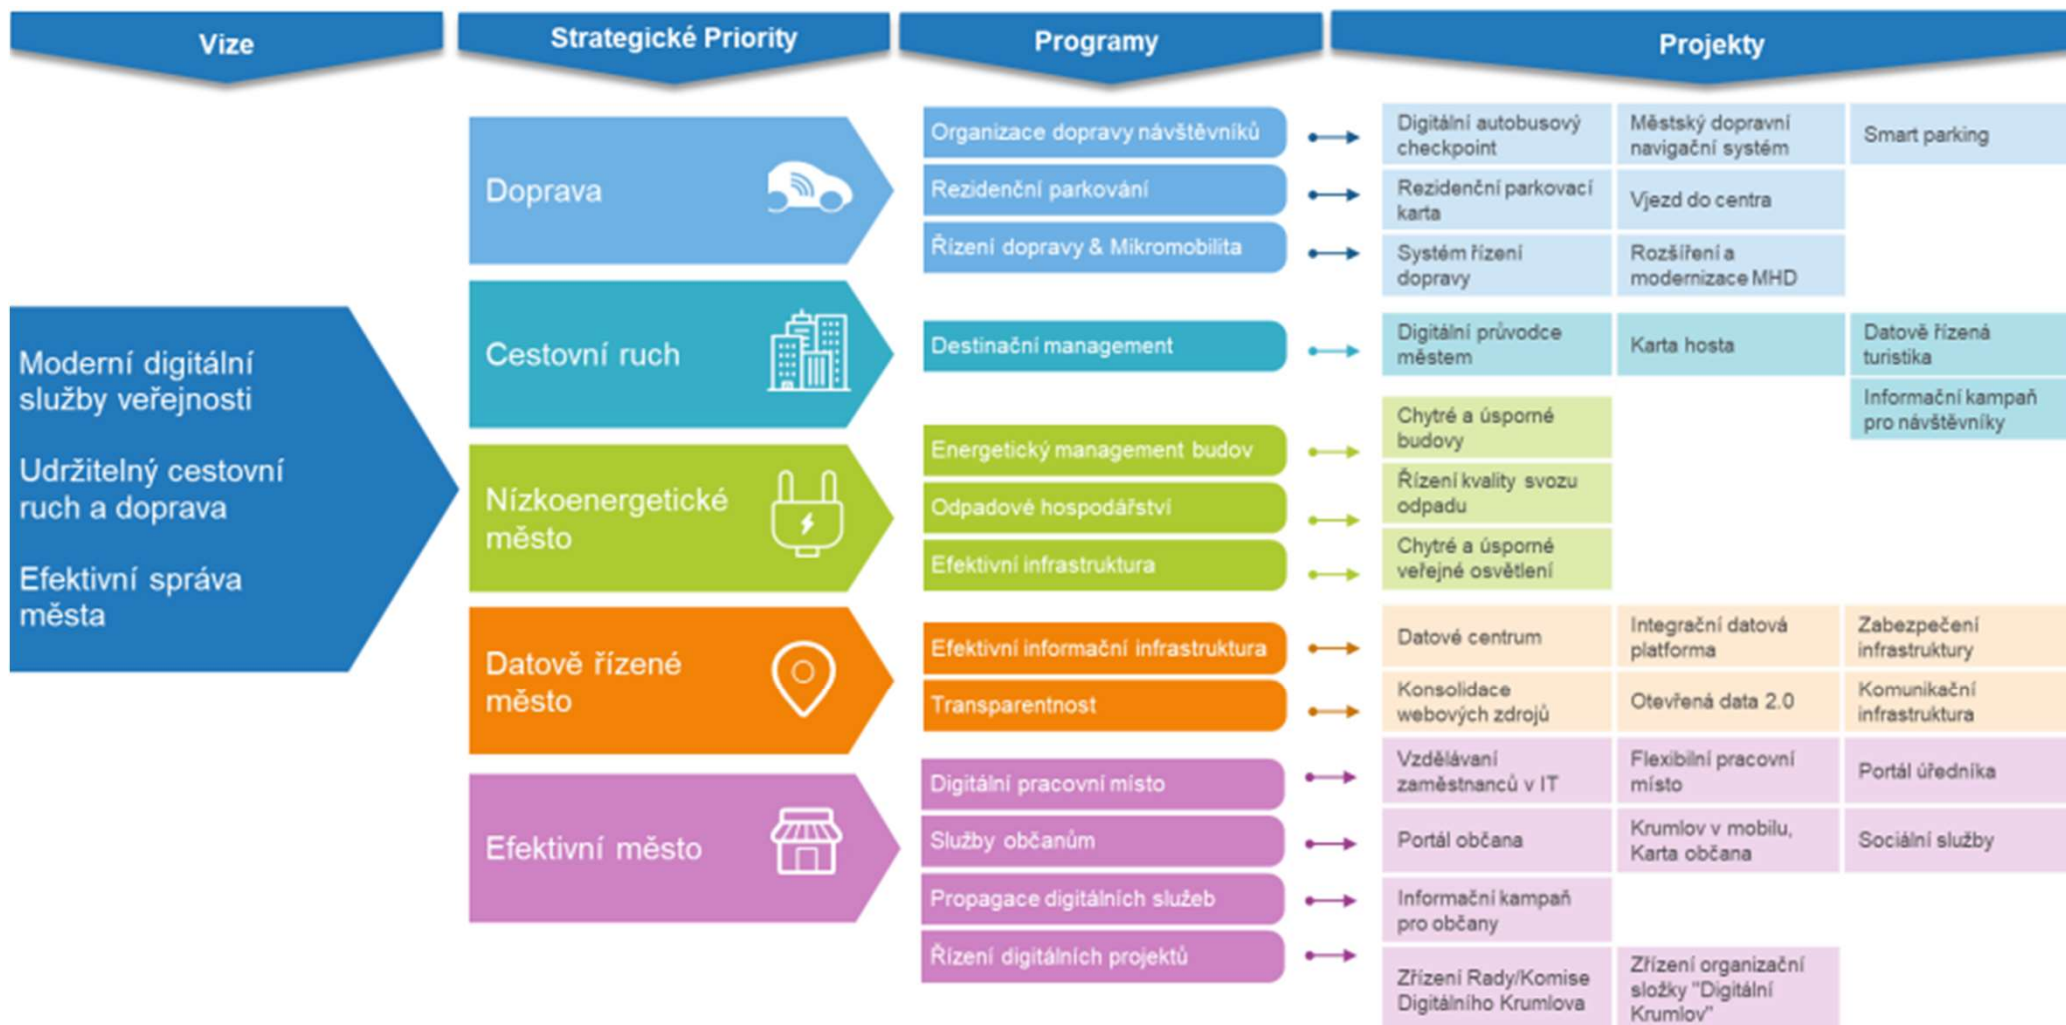 Vize
Strategické Priority
Programy
Projekty
Moderní digitální
služby veřejnosti
Udržitelný cestovní
ruch a doprava
Efektivní správa
města
Doprava
Organizace dopravy návštěvníků
Digitální autobusový
checkpoint
Městský dopravní
navigační systém
Smart parking
Rezidenční parkování
Rezidenční parkovací
karta
Vjezd do centra
Řízení dopravy & Mikromobilita
Systém řízení
dopravy
Rozšíření a
modernizace MHD
Cestovní ruch
Destinační management
Digitální průvodce
městem
Karta hosta
Datově řízená
turistika
Informační kampaň
pro návštěvníky
Nízkoenergetické
město
Energetický management budov
Chytré a úsporné
budovy
Odpadové hospodářství
Řízení kvality svozu
odpadu
Efektivní infrastruktura
Chytré a úsporné
veřejné osvětlení
Datově řízené
město
Efektivní informační infrastruktura
Datové centrum
Integrační datová
platforma
Zabezpečení
infrastruktury
Transparentnost
Konsolidace
webových zdrojů
Otevřená data 2.0
Komunikační
infrastruktura
Efektivní město
Digitální pracovní místo
Vzdělávaní
zaměstnanců v IT
Flexibilní pracovní
místo
Portál úředníka
Služby občanům
Portál občana
Krumlov v mobilu,
Karta občana
Sociální služby
Propagace digitálních služeb
Informační kampaň
pro občany
Řízení digitálních projektů
Zřízení Rady/Komise
Digitálního Krumlova
Zřízení organizační
složky "Digitální
Krumlov"